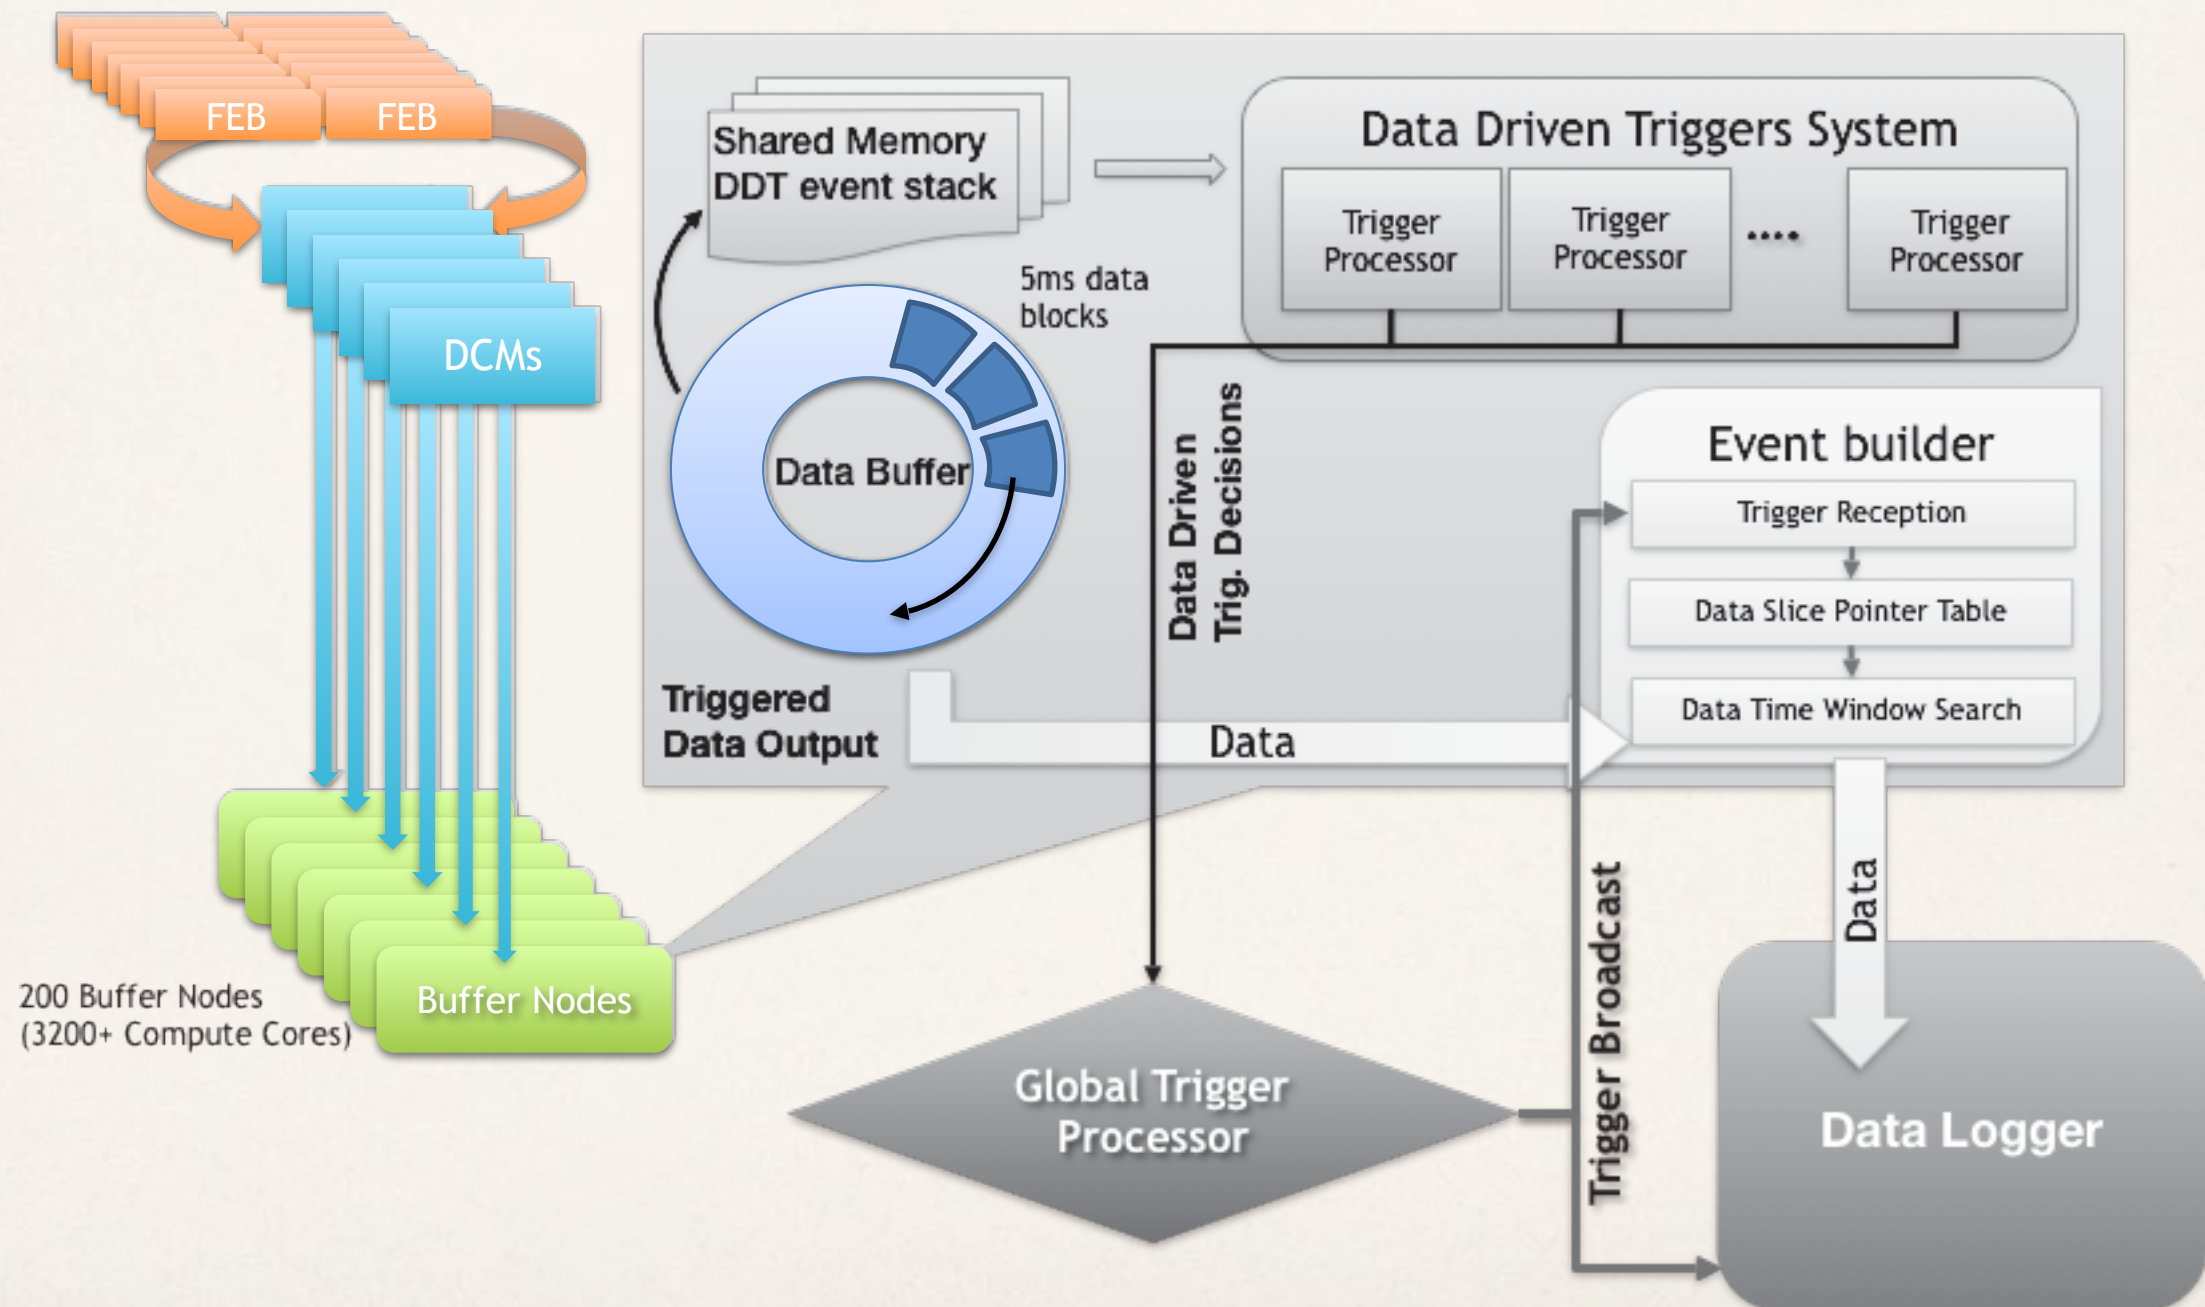 FEB
FEB
DCMs
Buffer Nodes
200 Buffer Nodes
(3200+ Compute Cores)
Shared Memory
DDT event stack
5ms data
blocks
Data Buffer
Data Driven Triggers System
Trigger
Processor
Trigger
Processor
....
Trigger
Processor
Data Driven
Trig. Decisions
Event builder
Trigger Reception
Data Slice Pointer Table
Data Time Window Search
Triggered
Data Output
Data
Data
Trigger Broadcast
Global Trigger
Processor
Data Logger